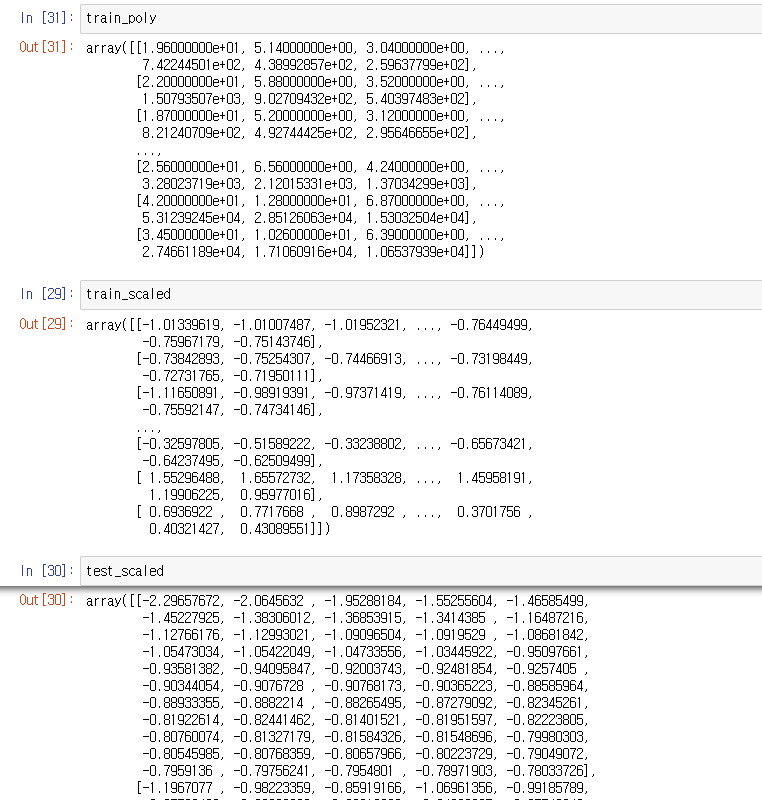 In [31]: train_poly
Out[31]: array([[1.96000000e+01, 5.14000000e+00, 3.04000000e+00, ...,
7.42244501e+02, 4.38992857e+02, 2.59637799e+02],
[2.20000000e+01, 5.88000000e+00, 3.52000000e+00, ...,
1.50793507e+03, 9.02709432e+02, 5.40397483e+02],
[1.87000000e+01, 5.20000000e+00, 3.12000000e+00, ...,
8.21240709e+02, 4.92744425e+02, 2.95646655e+02],
...,
[2.56000000e+01, 6.56000000e+00, 4.24000000e+00, ...,
3.28023719e+03, 2.12015331e+03, 1.37034299e+03],
[4.20000000e+01, 1.28000000e+01, 6.87000000e+00, ...,
5.31239245e+04, 2.85126063e+04, 1.53032504e+04],
[3.45000000e+01, 1.02600000e+01, 6.39000000e+00, ...,
2.74661189e+04, 1.71060916e+04, 1.06537939e+04]])
In [29]: train_scaled
Out[29]: array([[-1.01339619, -1.01007487, -1.01952321, ..., -0.76449499,
-0.75967179, -0.75143746],
[-0.73842893, -0.75254307, -0.74466913, ..., -0.73198449,
-0.72731765, -0.71950111],
[-1.11650891, -0.98919391, -0.97371419, ..., -0.76114089,
-0.75592147, -0.74734146],
...,
[-0.32597805, -0.51589222, -0.33238802, ..., -0.65673421,
-0.64237495, -0.62509499],
[ 1.55296488, 1.65572732, 1.17358328, ..., 1.45958191,
1.19906225, 0.95977016],
[ 0.6936922 , 0.7717668 , 0.8987292 , ..., 0.3701756 ,
0.40321427, 0.43089551]])
In [30]: test_scaled
Out[30]: array([[-2.29657672, -2.0645632 , -1.95288184, -1.55255604, -1.46585499,
-1.45227925, -1.38306012, -1.36853915, -1.3414385 , -1.16487216,
-1.12766176, -1.12993021, -1.09096504, -1.0919529 , -1.08681842,
-1.05473034, -1.05422049, -1.04733556, -1.03445922, -0.95097661,
-0.93581382, -0.94095847, -0.92003743, -0.92481854, -0.9257405 ,
-0.90344054, -0.9076728 , -0.90768173, -0.90365223, -0.88585964,
-0.88933355, -0.8882214 , -0.88265495, -0.87279092, -0.82345261,
-0.81922614, -0.82441462, -0.81401521, -0.81951597, -0.82223805,
-0.80760074, -0.81327179, -0.81584326, -0.81548696, -0.79980303,
-0.80545985, -0.80768359, -0.80657966, -0.80223729, -0.79049072,
-0.7959136 , -0.79756241, -0.7954801 , -0.78971903, -0.78033726],
[-1.1967077 , -0.98223359, -0.85919166, -1.06961356, -0.99185789,